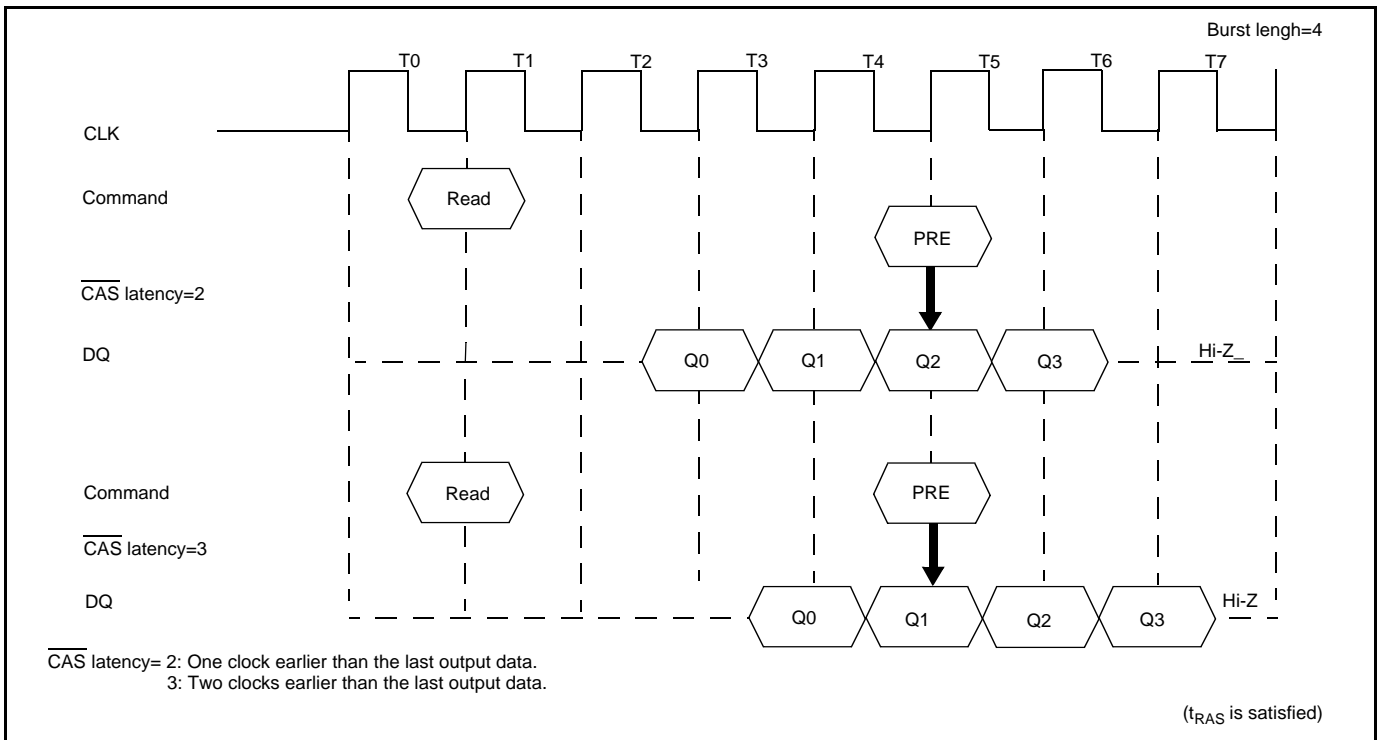 Burst lengh=4
T0 T1 T2 T3 T4 T5 T6 T7
CLK
Command Read
PRE
CAS latency=2
DQ Q0 Q1 Q2 Q3 Hi-Z_
Command Read PRE
CAS latency=3
DQ Q0 Q1 Q2 Q3 Hi-Z
CAS latency= 2: One clock earlier than the last output data.
3: Two clocks earlier than the last output data.
(tRAS is satisfied)